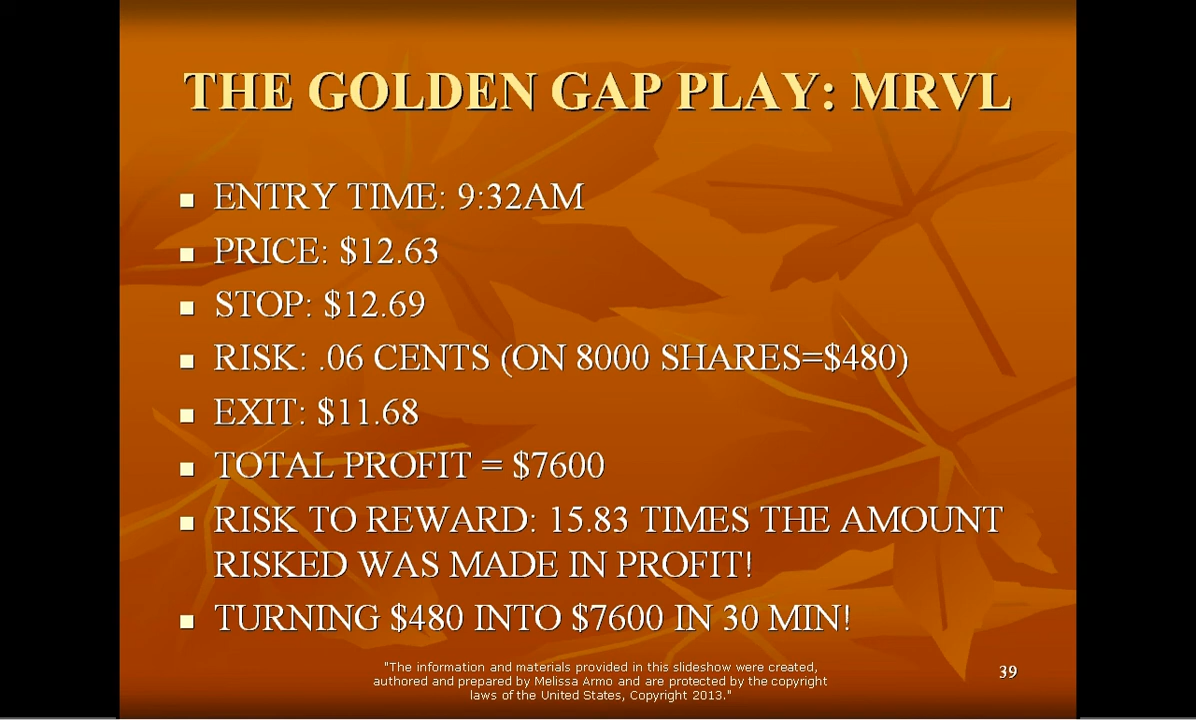 THE GOLDEN GAP PLAY: MRVL
ENTRY TIME: 9:32AM
PRICE: $12.63
STOP: $12.69
RISK: .06 CENTS (ON 8000 SHARES=$480)
EXIT: $11.68
TOTAL PROFIT = $7600
RISK TO REWARD: 15.83 TIMES THE AMOUNT
RISKED WAS MADE IN PROFIT!
TURNING $480 INTO $7600 IN 30 MIN!
"The information and materials provided in this slideshow were created,
authored and prepared by Melissa Armo and are protected by the copyright
laws of the United States, Copyright 2013."
39